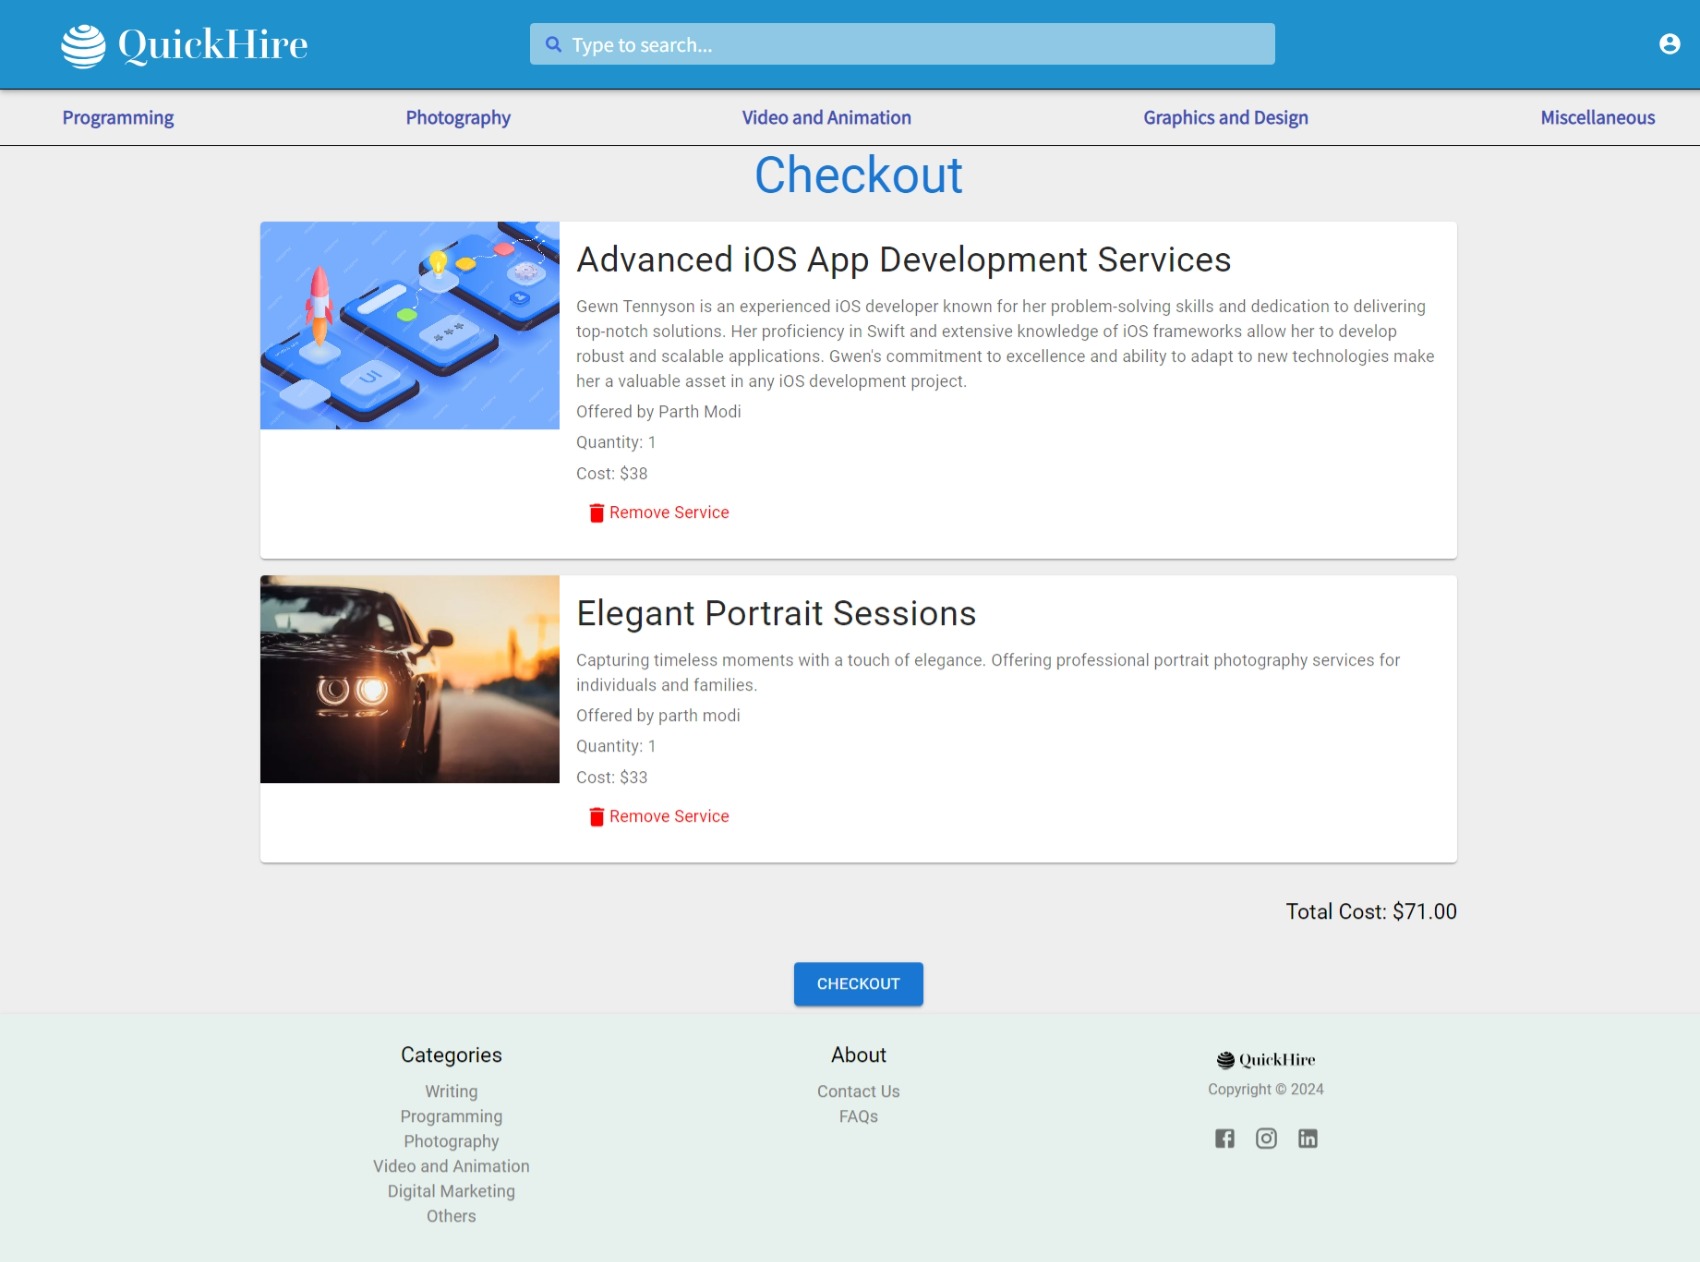 QuickHire
Type to search...
Programming
Photography
Video and Animation
Graphics and Design
Miscellaneous
Checkout
Advanced iOS App Development Services
Gewn Tennyson is an experienced iOS developer known for her problem-solving skills and dedication to delivering
top-notch solutions. Her proficiency in Swift and extensive knowledge of iOS frameworks allow her to develop
robust and scalable applications. Gwen's commitment to excellence and ability to adapt to new technologies make
her a valuable asset in any iOS development project.
Offered by Parth Modi
Quantity: 1
Cost: $38
Remove Service
UI
Elegant Portrait Sessions
Capturing timeless moments with a touch of elegance. Offering professional portrait photography services for
individuals and families.
Offered by parth modi
Quantity: 1
Cost: $33
Remove Service
Total Cost: $71.00
CHECKOUT
Categories
Writing
Programming
Photography
Video and Animation
Digital Marketing
Others
About
Contact Us
FAQs
QuickHire
Copyright © 2024